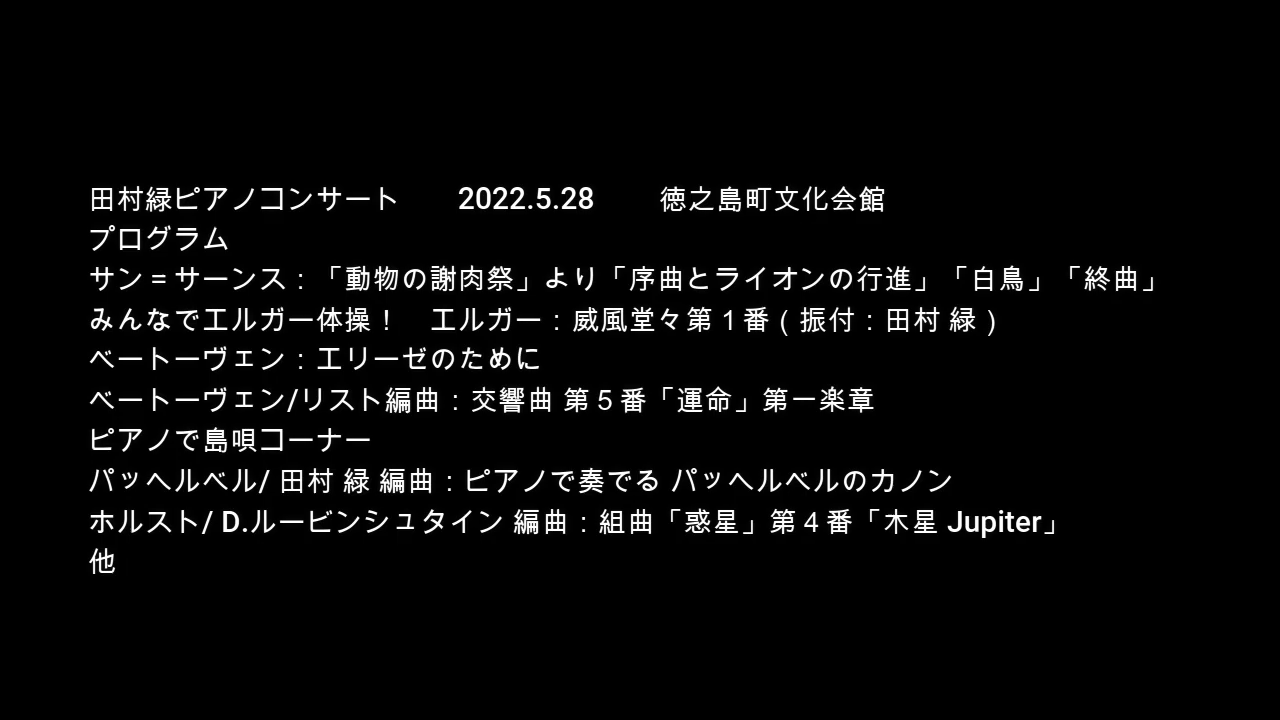 田村緑ピアノコンサート　　2022.5.28　　徳之島町文化会館
プログラム
サン＝サーンス：「動物の謝肉祭」より「序曲とライオンの行進」「白鳥」「終曲」
みんなでエルガー体操！　エルガー：威風堂々第１番（振付：田村 緑）
ベートーヴェン：エリーゼのために
ベートーヴェン/リスト編曲：交響曲 第５番「運命」第一楽章
ピアノで島唄コーナー
パッヘルベル/ 田村 緑 編曲：ピアノで奏でる パッヘルベルのカノン
ホルスト/ D.ルービンシュタイン 編曲：組曲「惑星」第４番「木星 Jupiter」
他